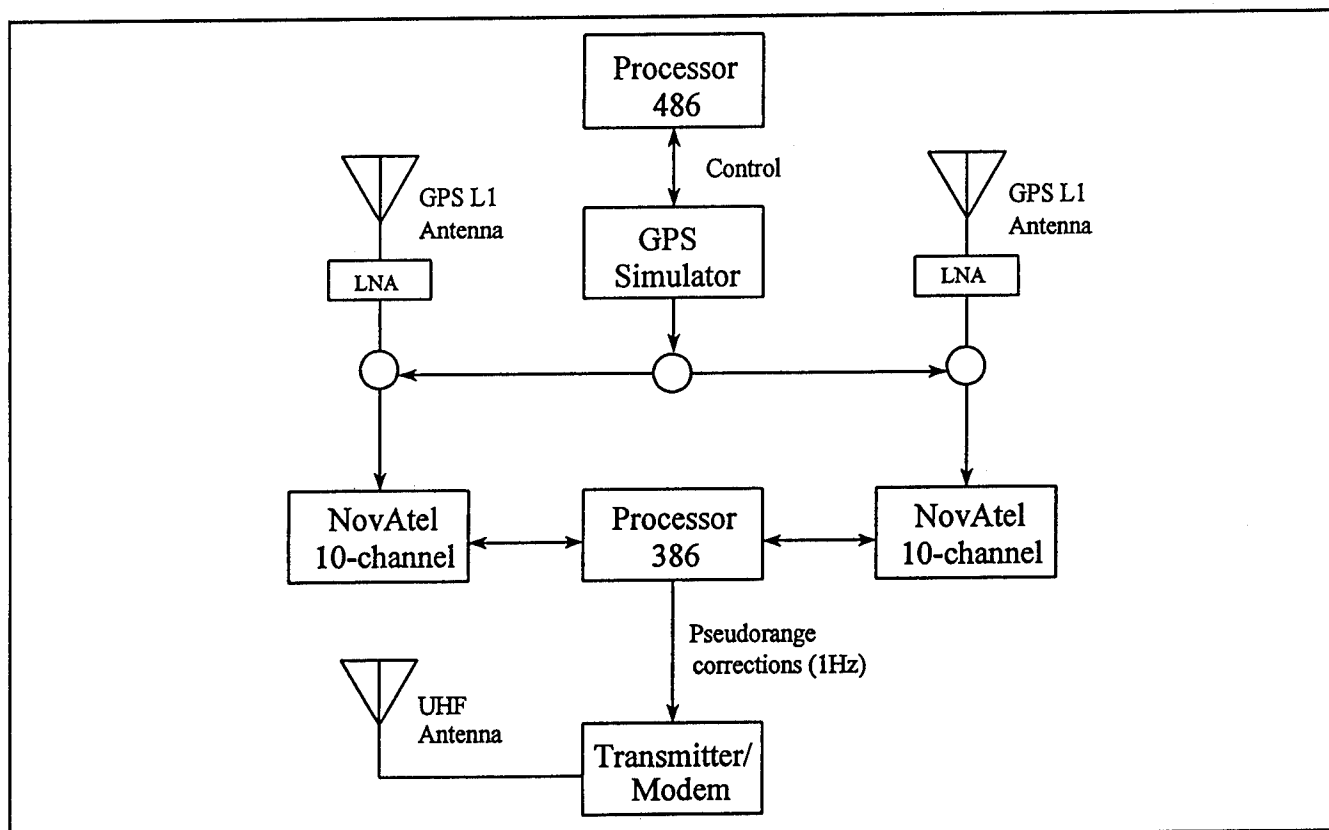 Processor
486
Control
GPS L1
Antenna
GPS L1
Antenna
LNA
GPS
Simulator
LNA
NovAtel
10-channel
Processor
386
NovAtel
10-channel
Pseudorange
corrections (1Hz)
UHF
Antenna
Transmitter/
Modem